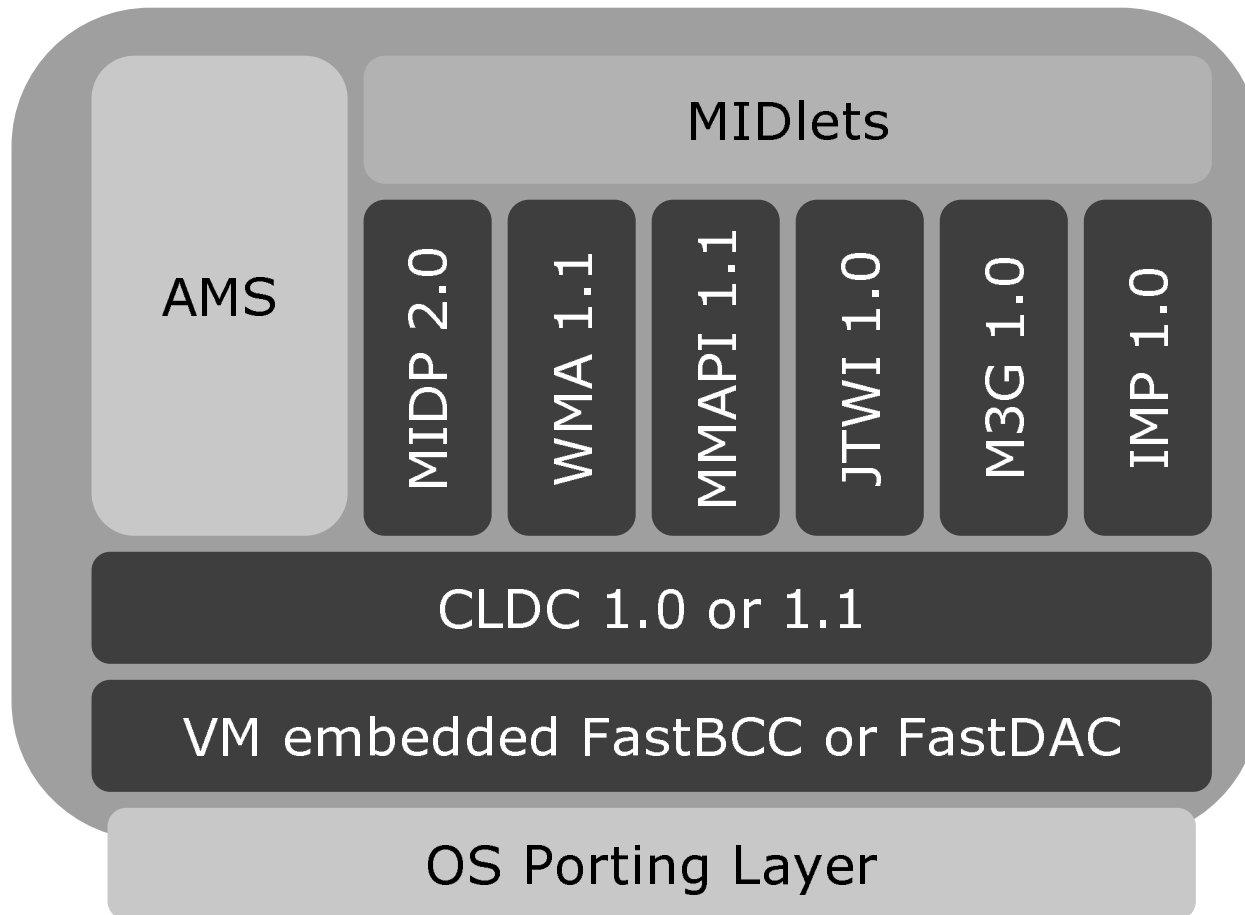 MIDlets
AMS
MIDP 2.0
WMA 1.1
MMAPI 1.1
JTWI 1.0
M3G 1.0
IMP 1.0
CLDC 1.0 or 1.1
VM embedded FastBCC or FastDAC
OS Porting Layer